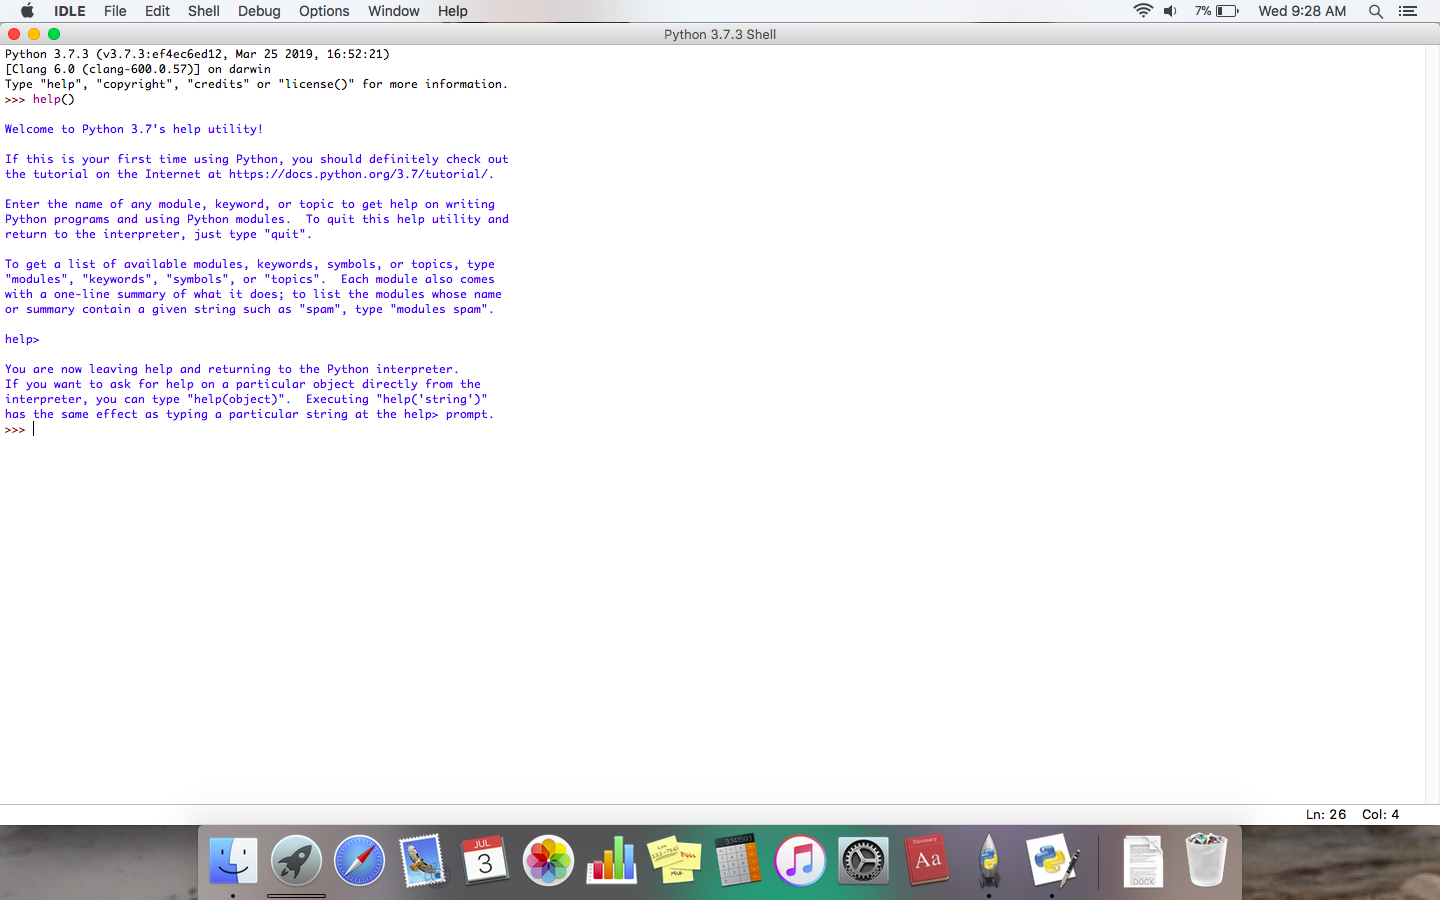 IDLE File Edit Shell Debug Options Window Help 7% Wed 9:28 AM
Python 3.7.3 Shell
Python 3.7.3 (v3.7.3:ef4ec6ed12, Mar 25 2019, 16:52:21)
[Clang 6.0 (clang-600.0.57)] on darwin
Type "help", "copyright", "credits" or "license()" for more information.
>>> help()
Welcome to Python 3.7's help utility!
If this is your first time using Python, you should definitely check out
the tutorial on the Internet at https://docs.python.org/3.7/tutorial/.
Enter the name of any module, keyword, or topic to get help on writing
Python programs and using Python modules.  To quit this help utility and
return to the interpreter, just type "quit".
To get a list of available modules, keywords, symbols, or topics, type
"modules", "keywords", "symbols", or "topics".  Each module also comes
with a one-line summary of what it does; to list the modules whose name
or summary contain a given string such as "spam", type "modules spam".
help>
You are now leaving help and returning to the Python interpreter.
If you want to ask for help on a particular object directly from the
interpreter, you can type "help(object)".  Executing "help('string')"
has the same effect as typing a particular string at the help> prompt.
>>>
Ln: 26 Col: 4
JUL
3
Eggs
Milk
3.141593
Dictionary
Aa
DOCX